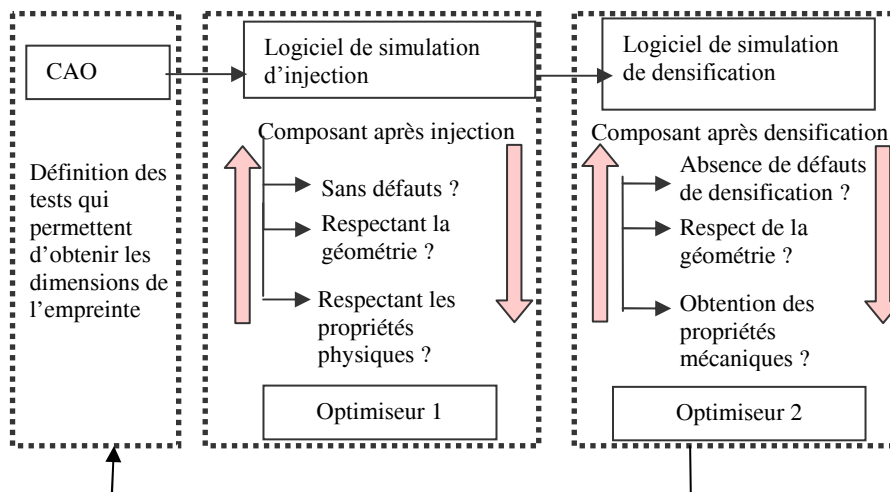 CAO
Définition des
tests qui
permettent
d'obtenir les
dimensions de
l'empreinte
Logiciel de simulation
d'injection
Composant après injection
Sans défauts ?
Respectant la
géométrie ?
Respectant les
propriétés
physiques ?
Optimiseur 1
Logiciel de simulation
de densification
Composant après densification
Absence de défauts
de densification ?
Respect de la
géométrie ?
Obtention des
propriétés
mécaniques ?
Optimiseur 2